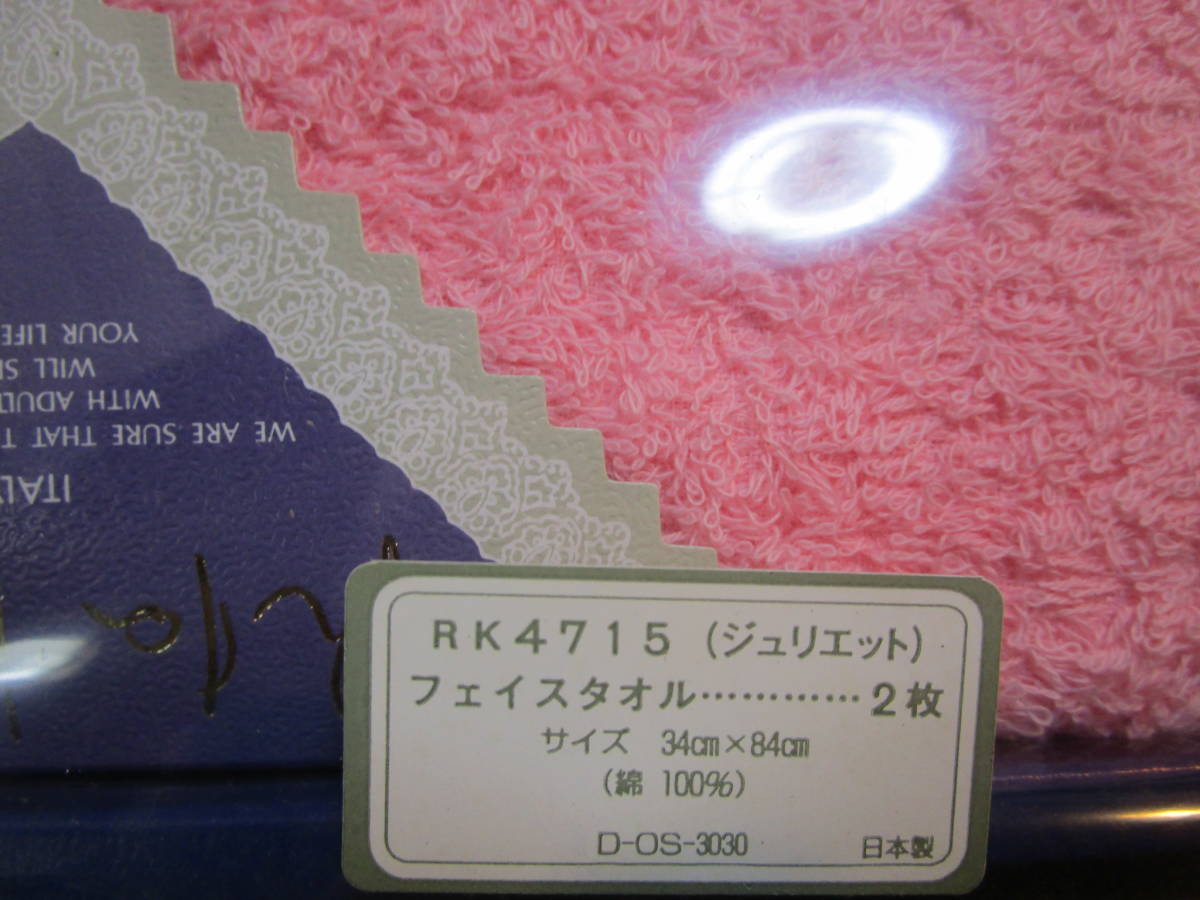 ITALY
WE ARE SURE THAT T
WITH ADUL
WILL
YOUR LIFE
RK4715 (ジュリエット)
フェイスタオル…………2枚
サイズ 34㎝×84㎝
(綿 100%)
D-OS-3030
日本製